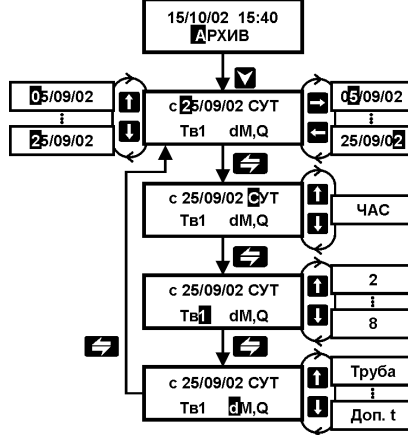 15/10/02 15:40
АРХИВ
05/09/02
25/09/02
с 25/09/02 СУТ
Тв1 dM,Q
05/09/02
25/09/02
с 25/09/02 СУТ
Тв1 dM,Q
ЧАС
с 25/09/02 СУТ
Тв1 dM,Q
2
8
с 25/09/02 СУТ
Тв1 dM,Q
Труба
Доп. t